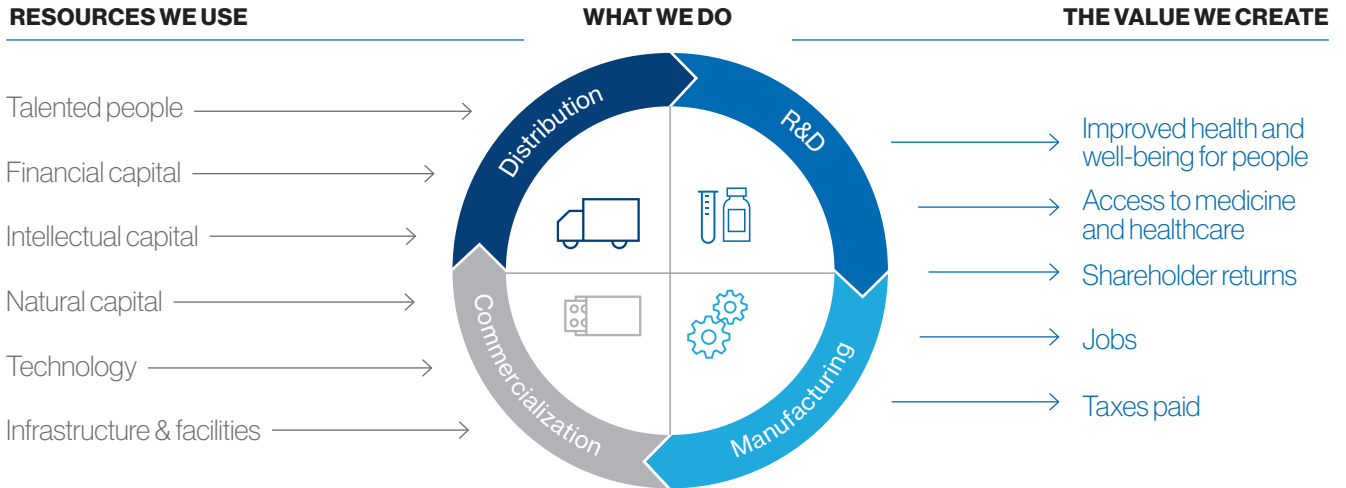 RESOURCES WE USE
WHAT WE DO
THE VALUE WE CREATE
Talented people
Financial capital
Intellectual capital
Natural capital
Technology
Infrastructure & facilities
Distribution
R&D
Manufacturing
Commercialization
Improved health and
well-being for people
Access to medicine
and healthcare
Shareholder returns
Jobs
Taxes paid